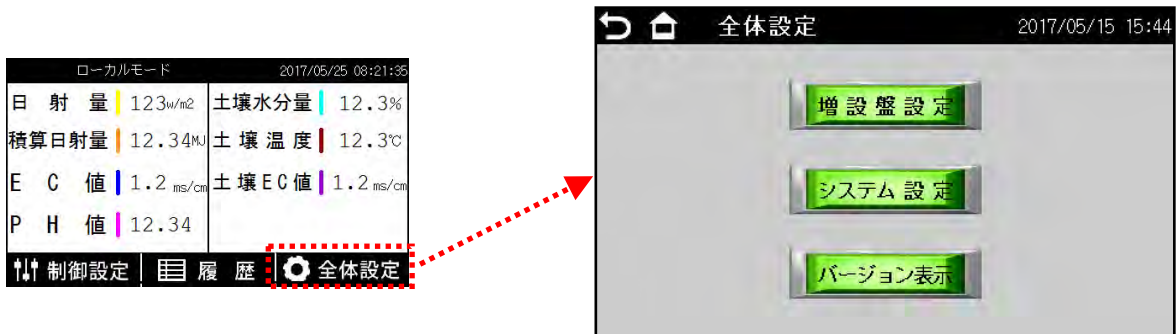 ローカルモード 2017/05/25 08:21:35
日 射 量 123w/m2 土壌水分量 12.3%
積算日射量 12.34MJ 土 壌 温 度 12.3℃
E C 値 1.2 ms/cm 土 壌 EC 値 1.2 ms/cm
P H 値 12.34
制御設定 履 歴 全体設定
全体設定 2017/05/15 15:44
増 設 盤 設 定
システム 設 定
バージョン表示